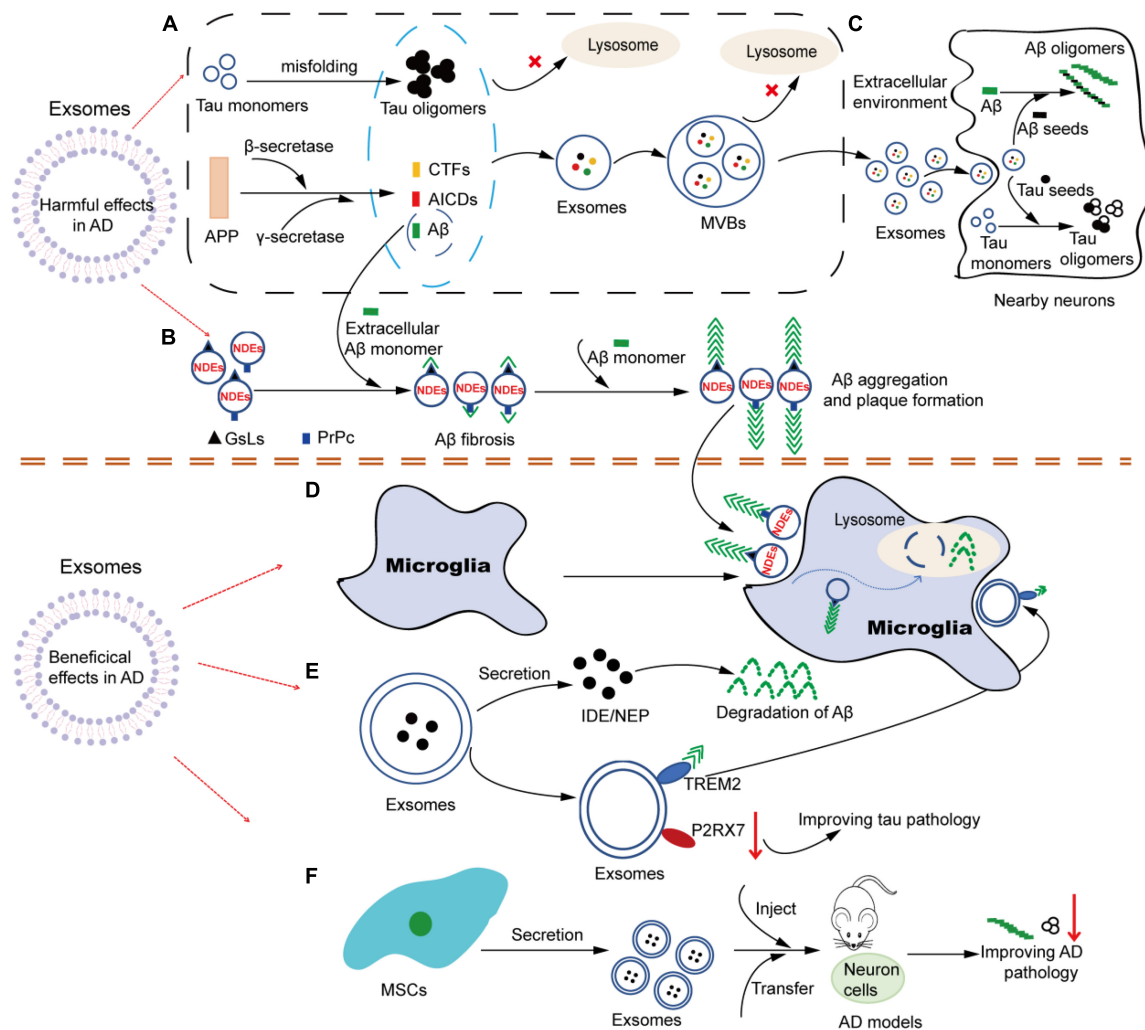 A
Exsomes
Harmful effects
in AD
Tau monomers
misfolding
Tau oligomers
Lysosome
Lysosome
APP
β-secretase
γ-secretase
CTFs
AICDs
Aβ
Exsomes
MVBs
C
Extracellular
environment
Exsomes
Aβ oligomers
Aβ
Aβ seeds
Tau seeds
Tau
monomers
Tau
oligomers
Nearby neurons
B
NDEs
NDEs
NDEs
GsLs
PrPc
Extracellular
Aβ monomer
NDEs
NDEs
NDEs
Aβ fibrosis
Aβ monomer
NDEs
NDEs
NDEs
Aβ aggregation
and plaque formation
Exsomes
Beneficical
effects in AD
D
Microglia
NDEs
NDEs
Lysosome
Microglia
E
Exsomes
Secretion
IDE/NEP
Degradation of Aβ
TREM2
P2RX7
Exsomes
Improving tau pathology
F
MSCs
Secretion
Exsomes
Inject
Transfer
Neuron
cells
AD models
Improving AD
pathology